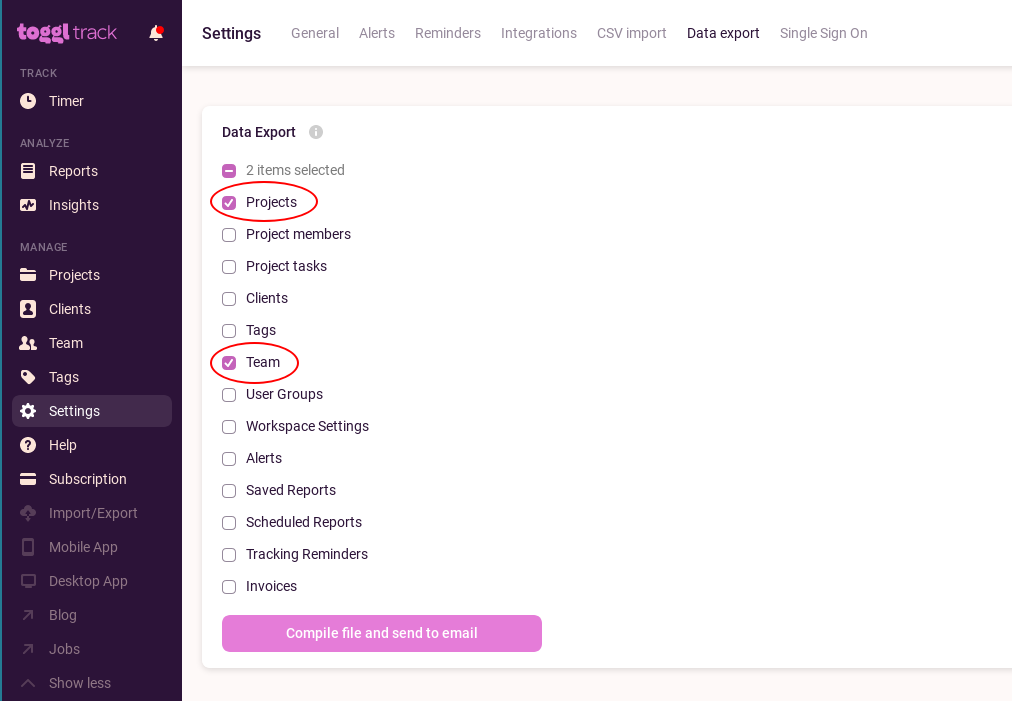 toggl track
Settings General Alerts Reminders Integrations CSV import Data export Single Sign On
TRACK
Timer
ANALYZE
Reports
Insights
MANAGE
Projects
Clients
Team
Tags
Settings
Help
Subscription
Import/Export
Mobile App
Desktop App
Blog
Jobs
Show less
Data Export
2 items selected
Projects
Project members
Project tasks
Clients
Tags
Team
User Groups
Workspace Settings
Alerts
Saved Reports
Scheduled Reports
Tracking Reminders
Invoices
Compile file and send to email